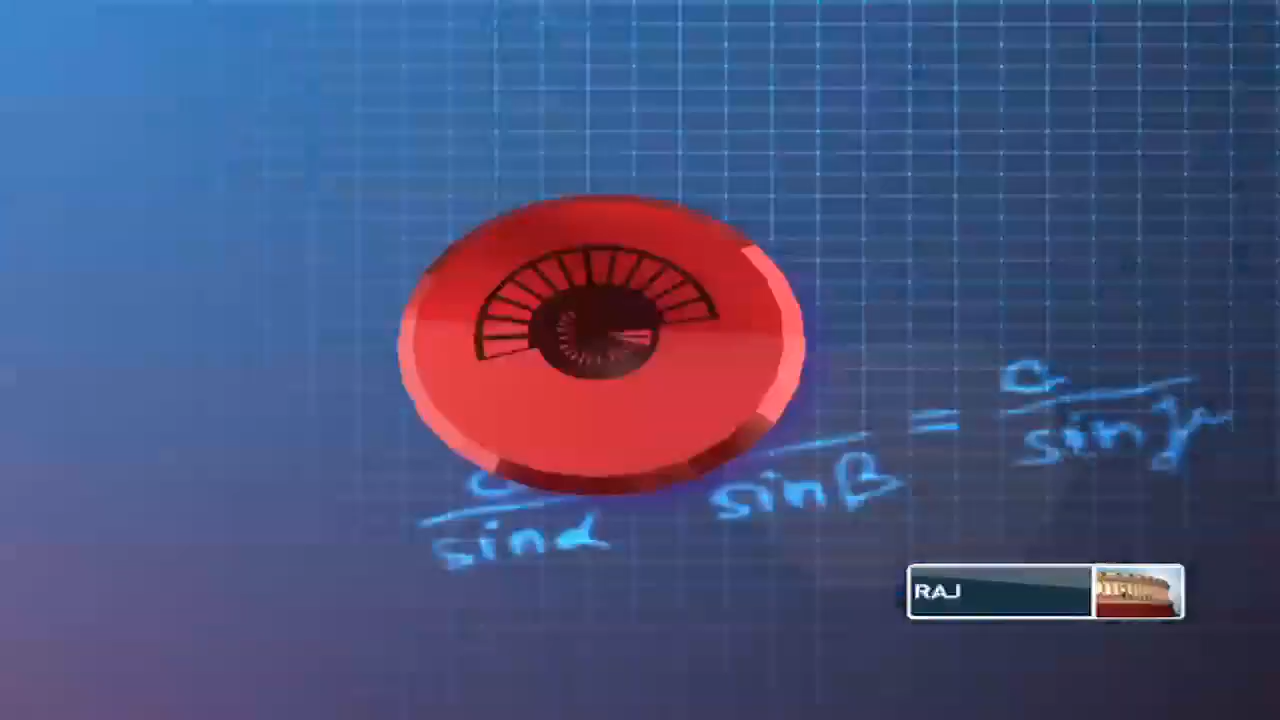 c/sinα sinβ = c/sinγ
RAJ